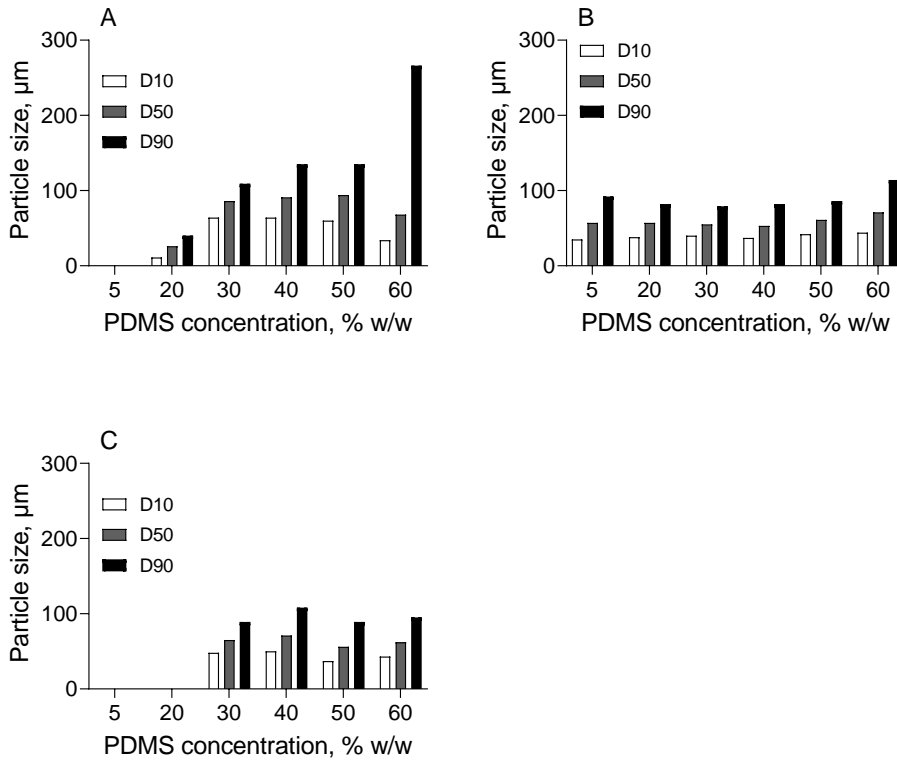 A
300
200
100
0
Particle size, µm
D10
D50
D90
5 20 30 40 50 60
PDMS concentration, % w/w
B
300
200
100
0
Particle size, µm
D10
D50
D90
5 20 30 40 50 60
PDMS concentration, % w/w
C
300
200
100
0
Particle size, µm
D10
D50
D90
5 20 30 40 50 60
PDMS concentration, % w/w